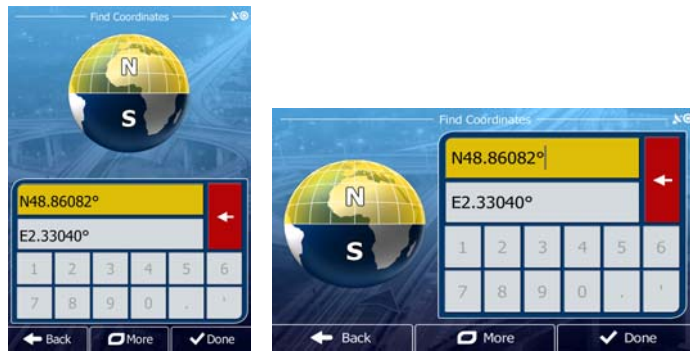 Find Coordinates
N
S
N48.86082°
E2.33040°
1 2 3 4 5 6
7 8 9 0 . '
Back More Done
Find Coordinates
N48.86082°
E2.33040°
N
S
1 2 3 4 5 6
7 8 9 0 . '
Back More Done